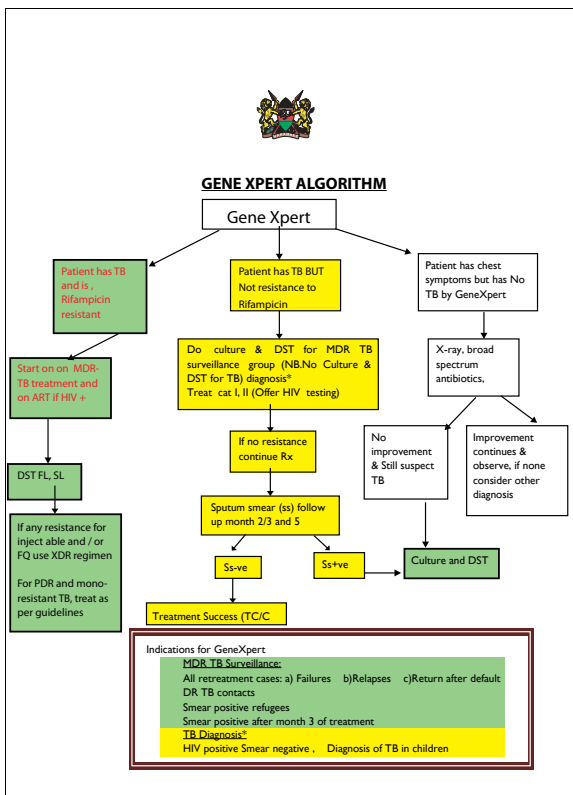 GENE XPERT ALGORITHM
Gene Xpert
Patient has TB
and is ,
Rifampicin
resistant
Patient has TB BUT
Not resistance to
Rifampicin
Patient has chest
symptoms but has No
TB by GeneXpert
Start on on MDR-
TB treatment and
on ART if HIV +
Do culture & DST for MDR TB
surveillance group (NB.No Culture &
DST for TB) diagnosis*
Treat cat I, II (Offer HIV testing)
X-ray, broad
spectrum
antibiotics,
If no resistance
continue Rx
No
improvement
& Still suspect
TB
Improvement
continues &
observe, if none
consider other
diagnosis
DST FL, SL
Sputum smear (ss) follow
up month 2/3 and 5
If any resistance for
inject able and / or
FQ use XDR regimen
For PDR and mono-
resistant TB, treat as
per guidelines
Ss-ve
Ss+ve
Culture and DST
Treatment Success (TC/C
Indications for GeneXpert
MDR TB Surveillance:
All retreatment cases: a) Failures b)Relapses c)Return after default
DR TB contacts
Smear positive refugees
Smear positive after month 3 of treatment
TB Diagnosis*
HIV positive Smear negative , Diagnosis of TB in children